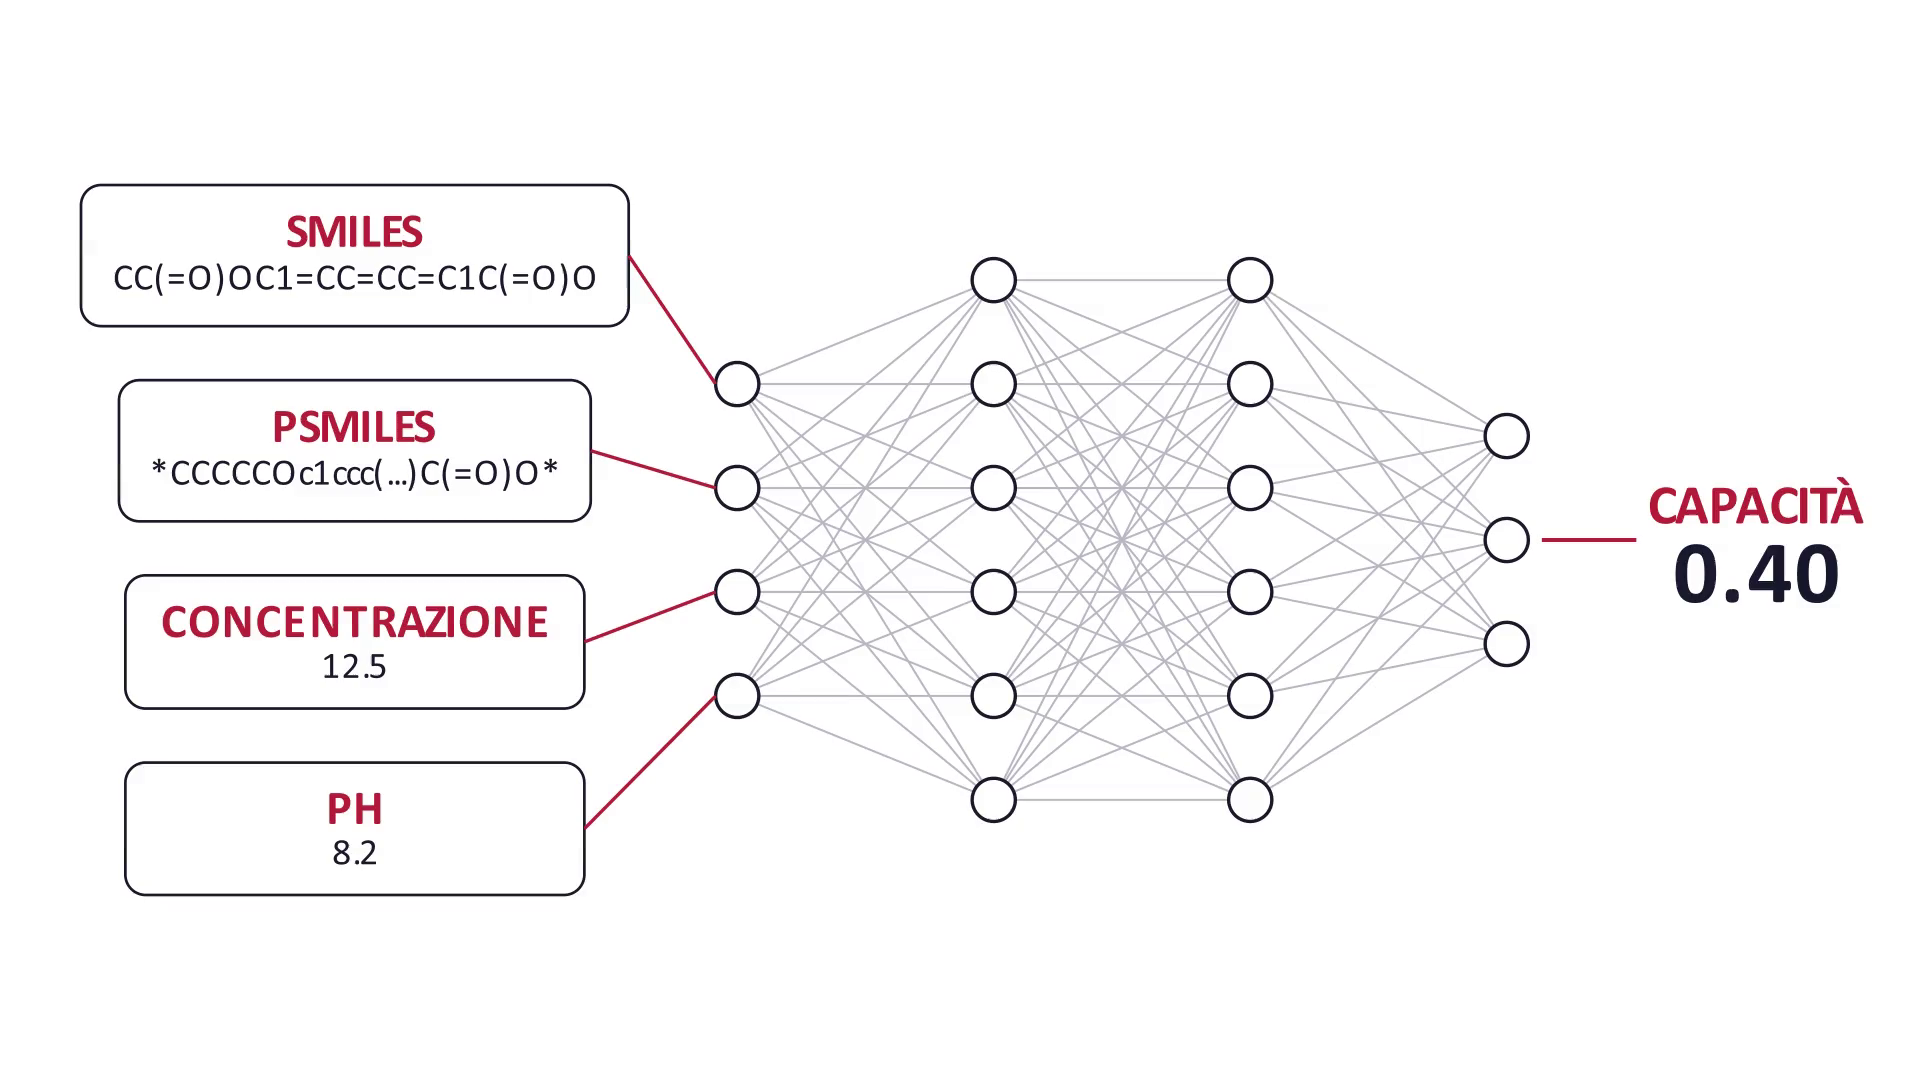 SMILES
CC(=O)OC1=CC=CC=C1C(=O)O
PSMILES
*CCCCCOc1ccc(...)C(=O)O*
CONCENTRAZIONE
12.5
PH
8.2
CAPACITÀ
0.40